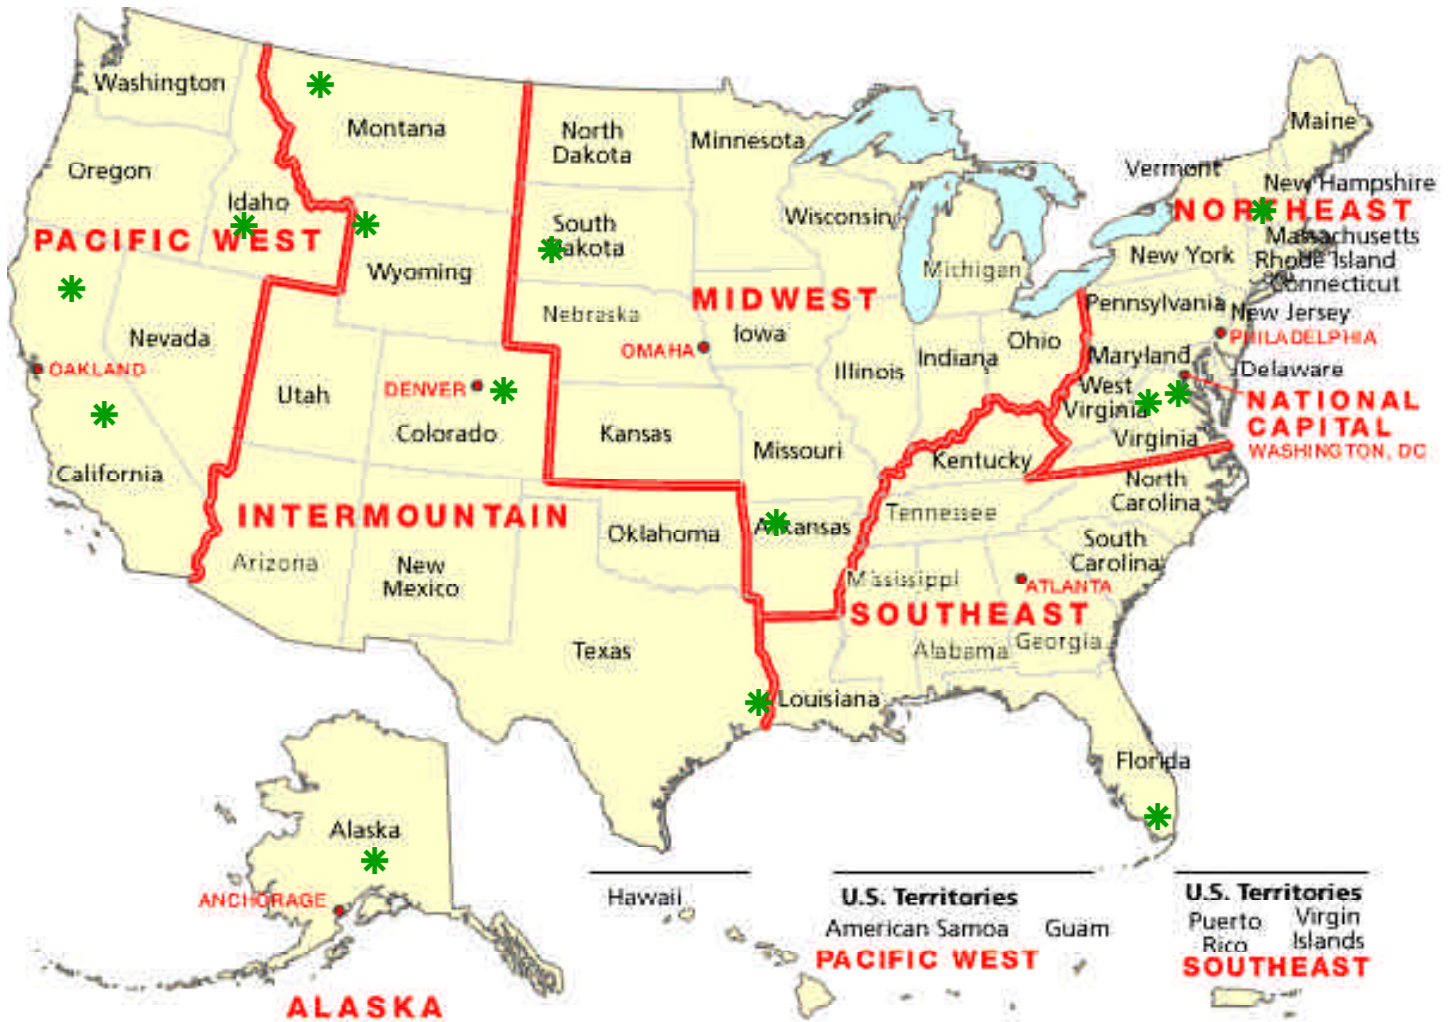 Washington
Montana
North
Dakota
Minnesota
Maine
Oregon
Idaho
Vermont
New Hampshire
NORTHEAST
Massachusetts
Rhode Island
Connecticut
PACIFIC WEST
Wyoming
South
Dakota
Wisconsin
Michigan
New York
MIDWEST
Nebraska
Iowa
Pennsylvania
New Jersey
PHILADELPHIA
Nevada
OMAHA
Illinois
Indiana
Ohio
Maryland
Delaware
OAKLAND
Utah
DENVER
Colorado
Kansas
Missouri
West
Virginia
NATIONAL
CAPITAL
WASHINGTON, DC
Virginia
Kentucky
California
INTERMOUNTAIN
North
Carolina
Arizona
New
Mexico
Oklahoma
Arkansas
Tennessee
South
Carolina
Mississippi
ATLANTA
SOUTHEAST
Texas
Alabama
Georgia
Louisiana
Florida
Alaska
ANCHORAGE
ALASKA
Hawaii
U.S. Territories
American Samoa
Guam
PACIFIC WEST
U.S. Territories
Puerto
Rico
Virgin
Islands
SOUTHEAST